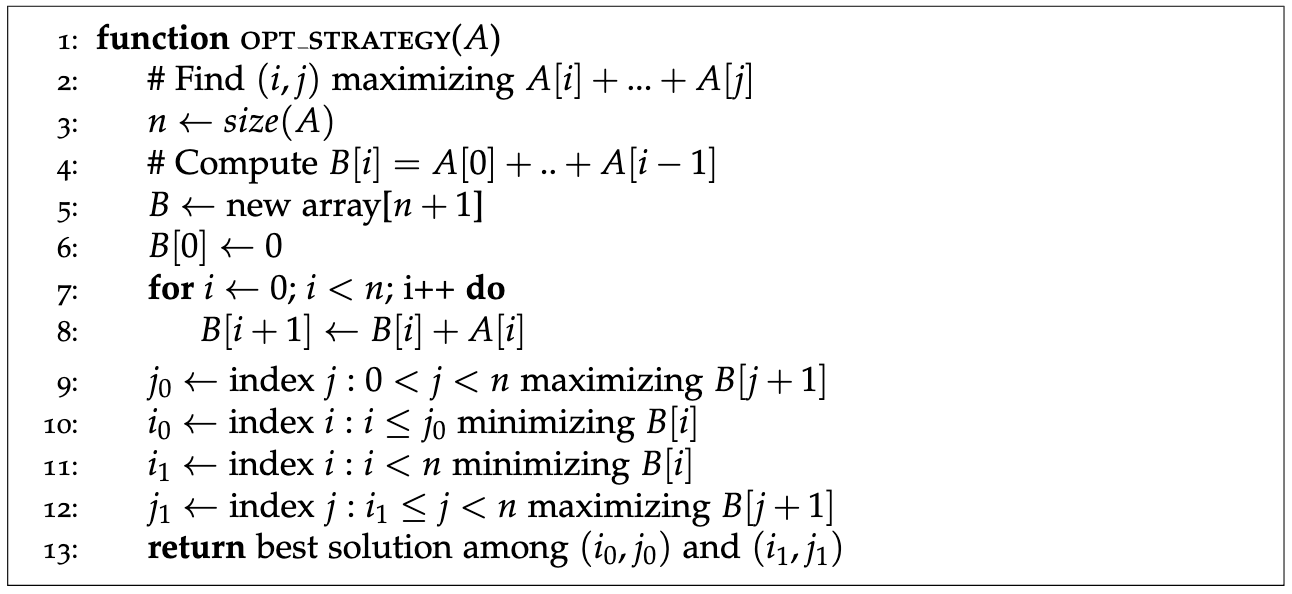 1: function OPT_STRATEGY(A)
2: # Find (i, j) maximizing A[i] + ... + A[j]
3: n ← size(A)
4: # Compute B[i] = A[0] + .. + A[i − 1]
5: B ← new array[n + 1]
6: B[0] ← 0
7: for i ← 0; i < n; i++ do
8: B[i + 1] ← B[i] + A[i]
9: j₀ ← index j : 0 < j < n maximizing B[j + 1]
10: i₀ ← index i : i ≤ j₀ minimizing B[i]
11: i₁ ← index i : i < n minimizing B[i]
12: j₁ ← index j : i₁ ≤ j < n maximizing B[j + 1]
13: return best solution among (i₀, j₀) and (i₁, j₁)